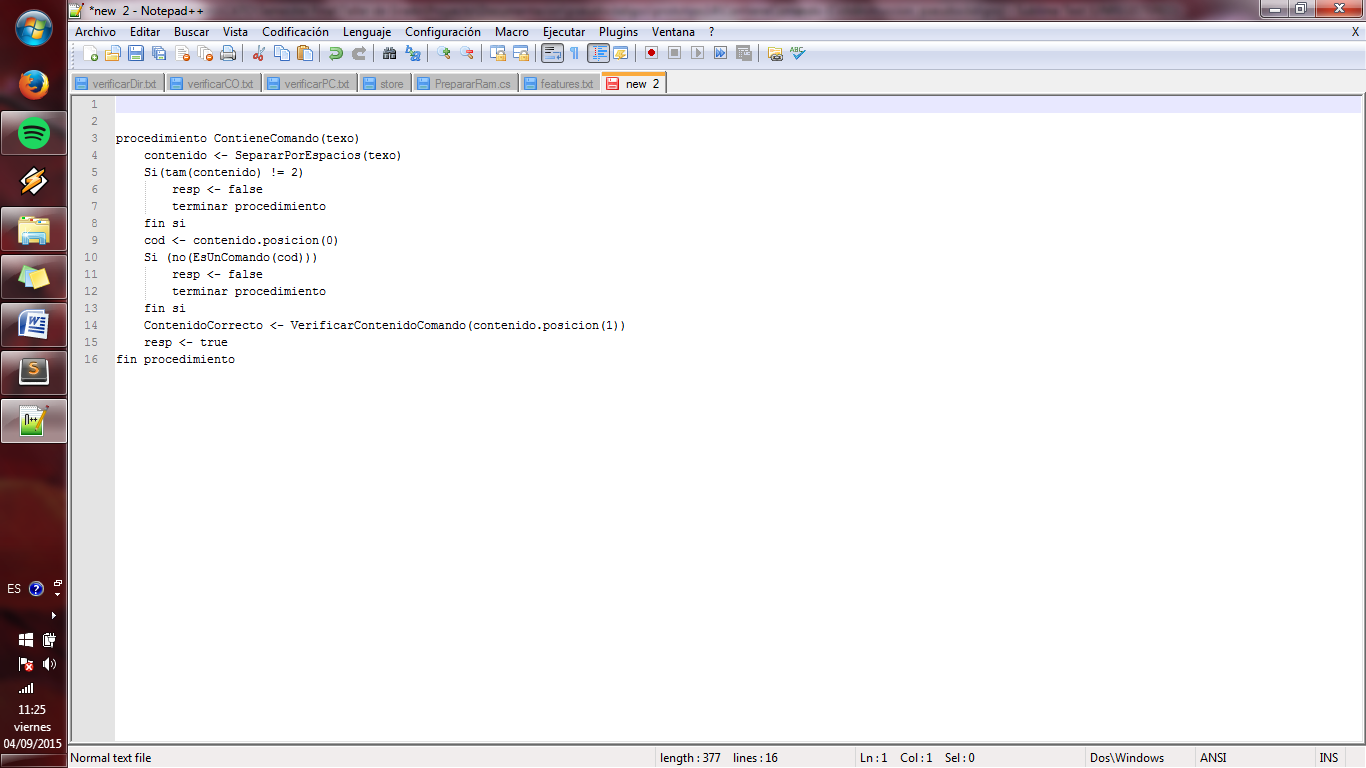 *new 2 - Notepad++
Archivo Editar Buscar Vista Codificación Lenguaje Configuración Macro Ejecutar Plugins Ventana ? X
verificarDir.txt verificarCO.txt verificarPC.txt store PrepararRam.cs features.txt new 2
1
2
3 procedimiento ContieneComando(texo)
4 contenido <- SepararPorEspacios(texo)
5 Si(tam(contenido) != 2)
6 resp <- false
7 terminar procedimiento
8 fin si
9 cod <- contenido.posicion(0)
10 Si (no(EsUnComando(cod)))
11 resp <- false
12 terminar procedimiento
13 fin si
14 ContenidoCorrecto <- VerificarContenidoComando(contenido.posicion(1))
15 resp <- true
16 fin procedimiento
ES
11:25
viernes
04/09/2015
Normal text file length : 377 lines : 16 Ln : 1 Col : 1 Sel : 0 Dos\Windows ANSI INS